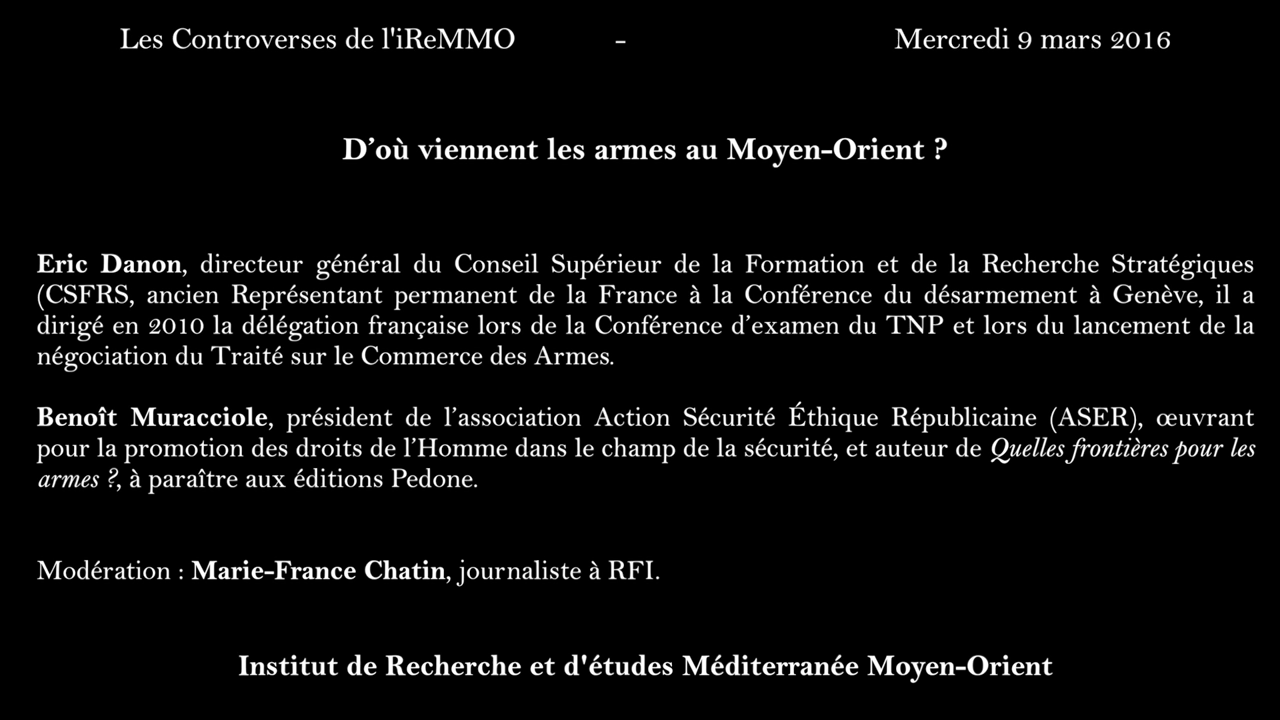 Les Controverses de l'iReMMO - Mercredi 9 mars 2016
D’où viennent les armes au Moyen-Orient ?
Eric Danon, directeur général du Conseil Supérieur de la Formation et de la Recherche Stratégiques
(CSFRS, ancien Représentant permanent de la France à la Conférence du désarmement à Genève, il a
dirigé en 2010 la délégation française lors de la Conférence d’examen du TNP et lors du lancement de la
négociation du Traité sur le Commerce des Armes.
Benoît Muracciole, président de l’association Action Sécurité Éthique Républicaine (ASER), œuvrant
pour la promotion des droits de l’Homme dans le champ de la sécurité, et auteur de Quelles frontières pour les
armes ?, à paraître aux éditions Pedone.
Modération : Marie-France Chatin, journaliste à RFI.
Institut de Recherche et d'études Méditerranée Moyen-Orient